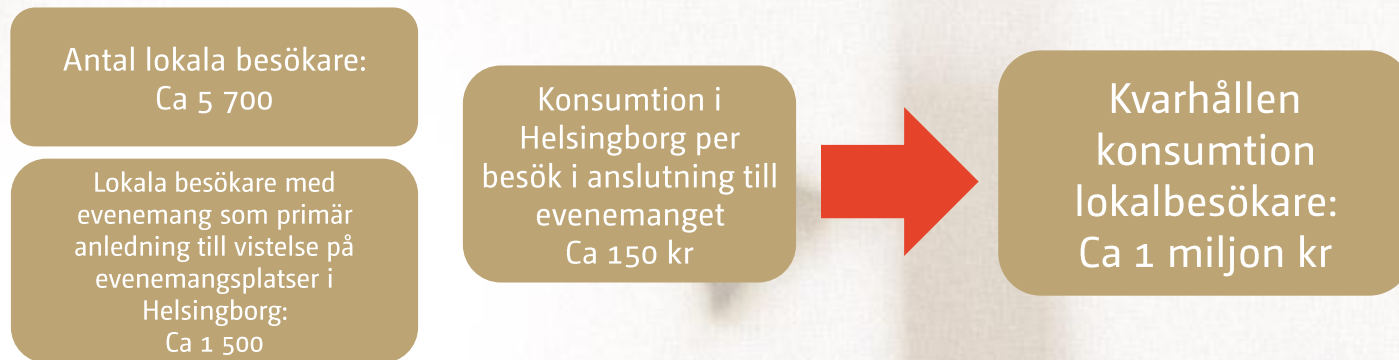 Antal lokala besökare:
Ca 5 700
Lokala besökare med
evenemang som primär
anledning till vistelse på
evenemangsplatser i
Helsingborg:
Ca 1 500
Konsumtion i
Helsingborg per
besök i anslutning till
evenemanget
Ca 150 kr
Kvarhållen
konsumtion
lokalbesökare:
Ca 1 miljon kr